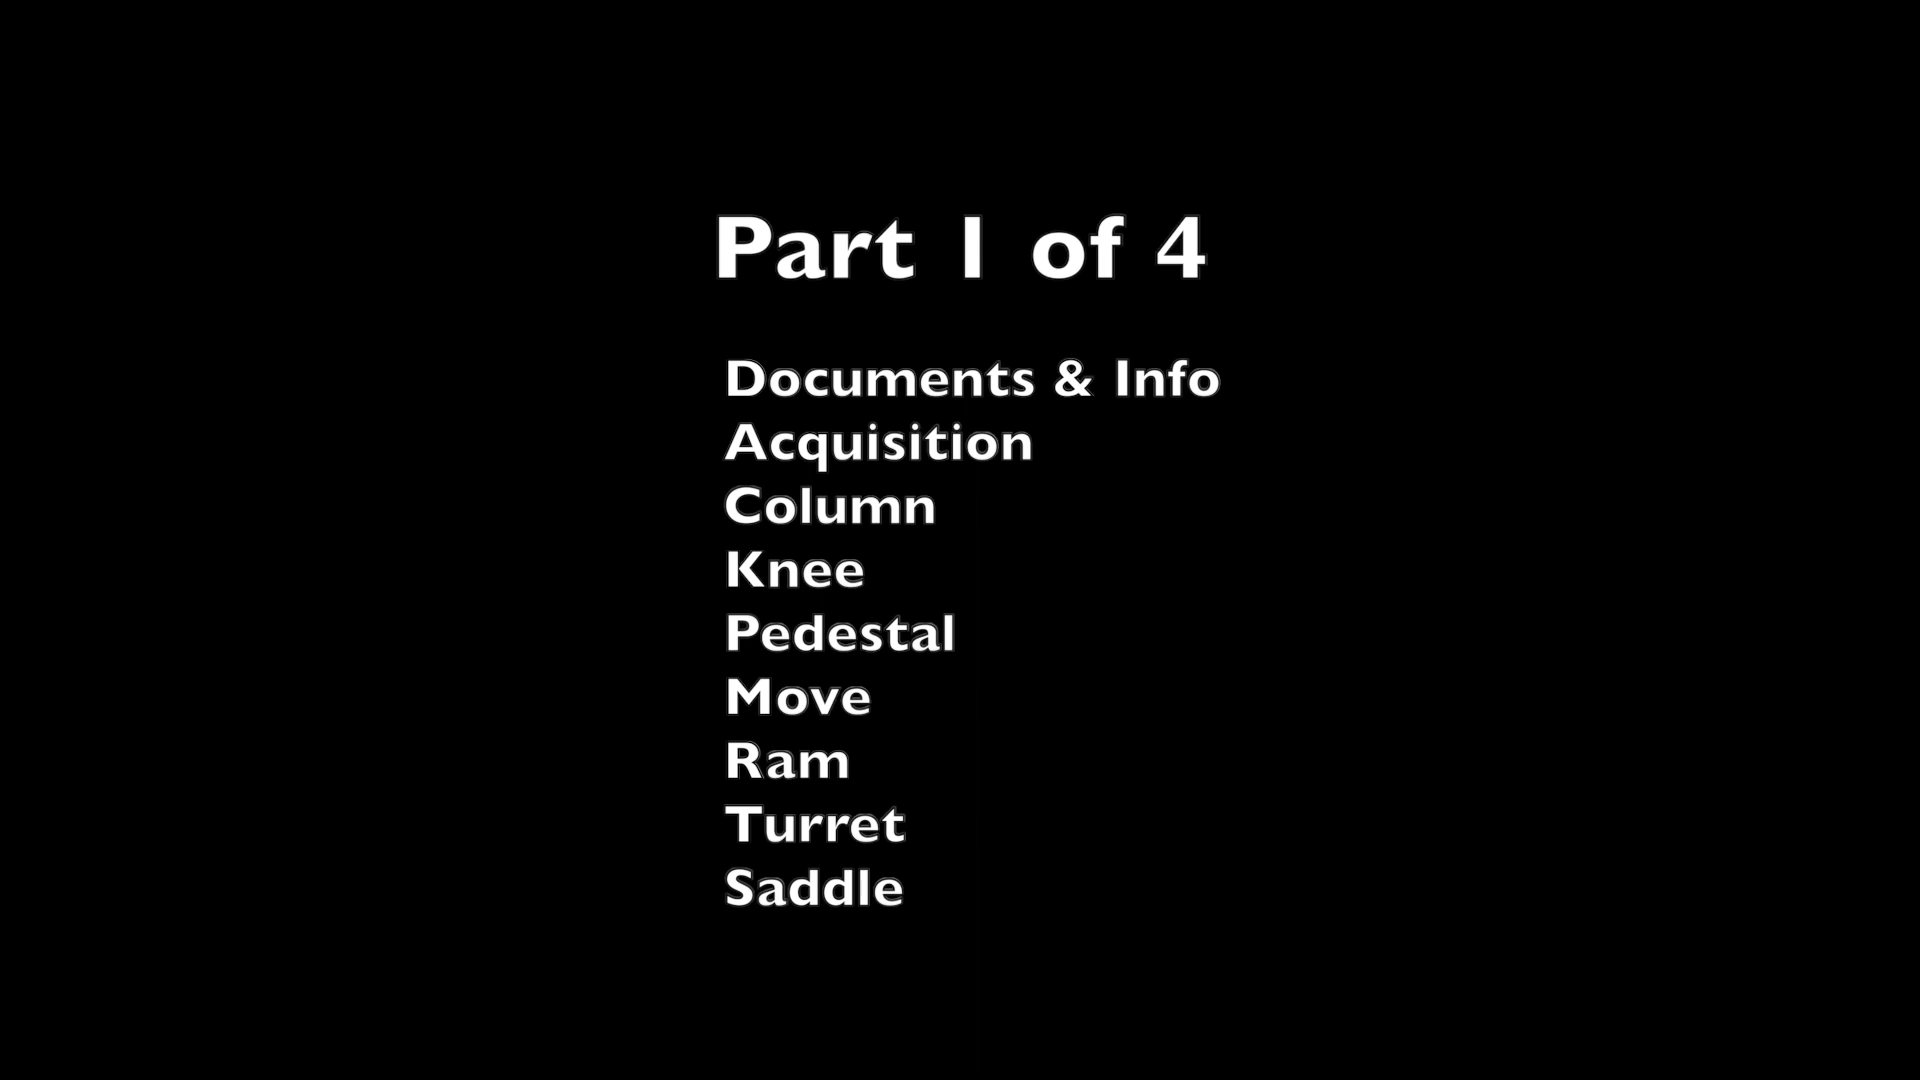 Part 1 of 4
Documents & Info
Acquisition
Column
Knee
Pedestal
Move
Ram
Turret
Saddle